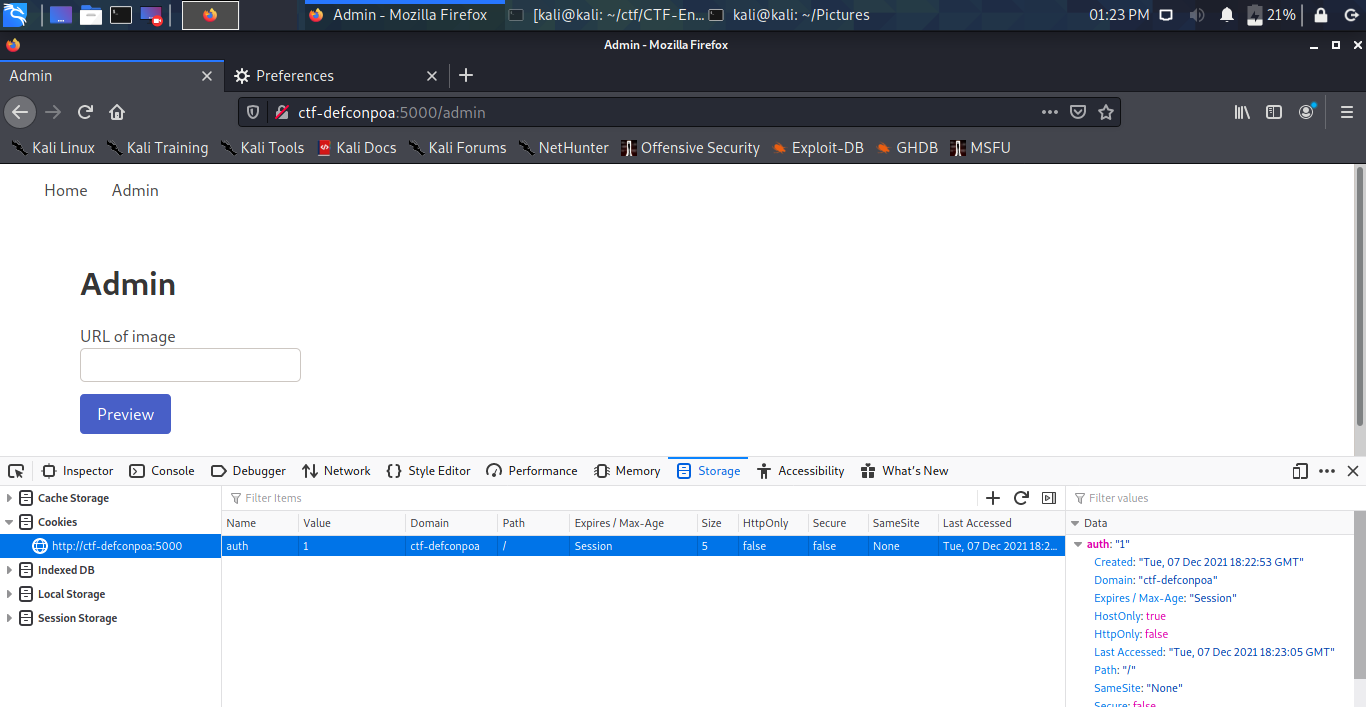 Admin - Mozilla Firefox [kali@kali: ~/ctf/CTF-En... kali@kali: ~/Pictures 01:23 PM 21%
Admin - Mozilla Firefox
Admin Preferences
ctf-defconpoa:5000/admin
Kali Linux Kali Training Kali Tools Kali Docs Kali Forums NetHunter Offensive Security Exploit-DB GHDB MSFU
Home Admin
Admin
URL of image
Preview
Inspector Console Debugger Network Style Editor Performance Memory Storage Accessibility What's New
Cache Storage
Cookies
http://ctf-defconpoa:5000
Indexed DB
Local Storage
Session Storage
Filter Items
Name Value Domain Path Expires / Max-Age Size HttpOnly Secure SameSite Last Accessed
auth 1 ctf-defconpoa / Session 5 false false None Tue, 07 Dec 2021 18:2...
Filter values
Data
auth: "1"
Created: "Tue, 07 Dec 2021 18:22:53 GMT"
Domain: "ctf-defconpoa"
Expires / Max-Age: "Session"
HostOnly: true
HttpOnly: false
Last Accessed: "Tue, 07 Dec 2021 18:23:05 GMT"
Path: "/"
SameSite: "None"
Secure: false